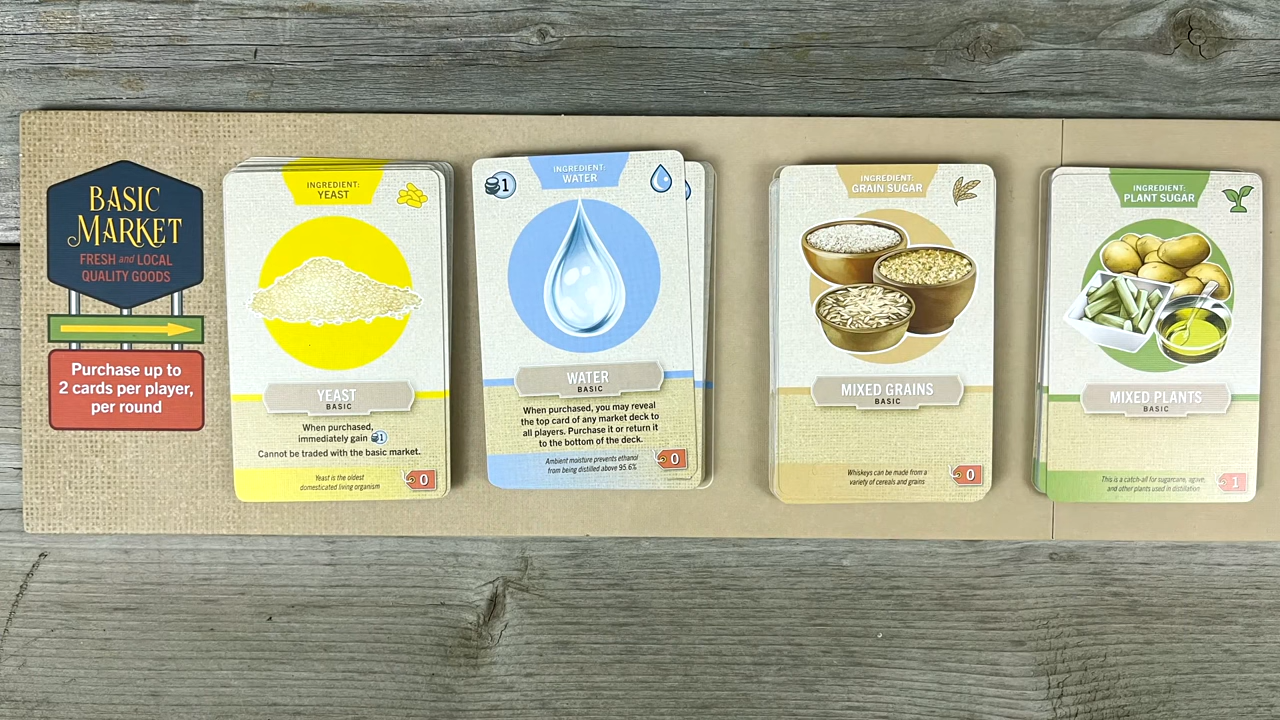 BASIC
MARKET
FRESH and LOCAL
QUALITY GOODS
Purchase up to
2 cards per player,
per round
INGREDIENT:
YEAST
YEAST
BASIC
When purchased,
immediately gain 1
Cannot be traded with the basic market.
Yeast is the oldest
domesticated living organism
0
1
INGREDIENT:
WATER
WATER
BASIC
When purchased, you may reveal
the top card of any market deck to
all players. Purchase it or return it
to the bottom of the deck.
Ambient moisture prevents ethanol
from being distilled above 95.6%
0
INGREDIENT:
GRAIN SUGAR
MIXED GRAINS
BASIC
Whiskeys can be made from a
variety of cereals and grains
0
INGREDIENT:
PLANT SUGAR
MIXED PLANTS
BASIC
This is a catch-all for sugarcane, agave,
and other plants used in distillation
1